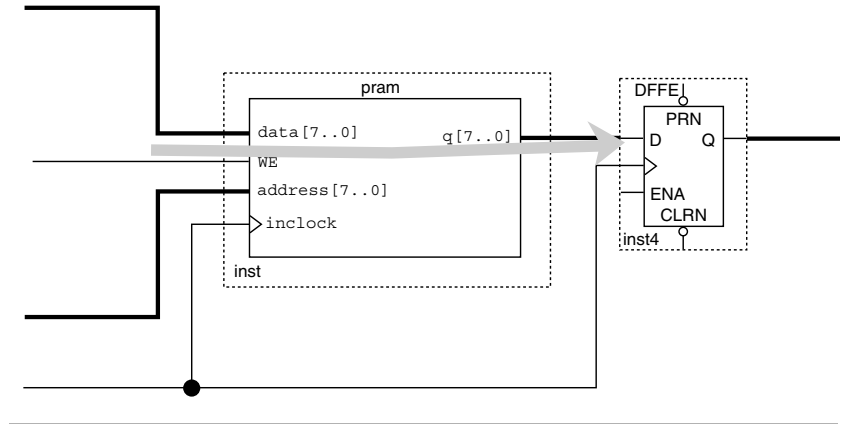 pram
data[7..0]
q[7..0]
WE
address[7..0]
inclock
inst
DFFE
PRN
D
Q
ENA
CLRN
inst4